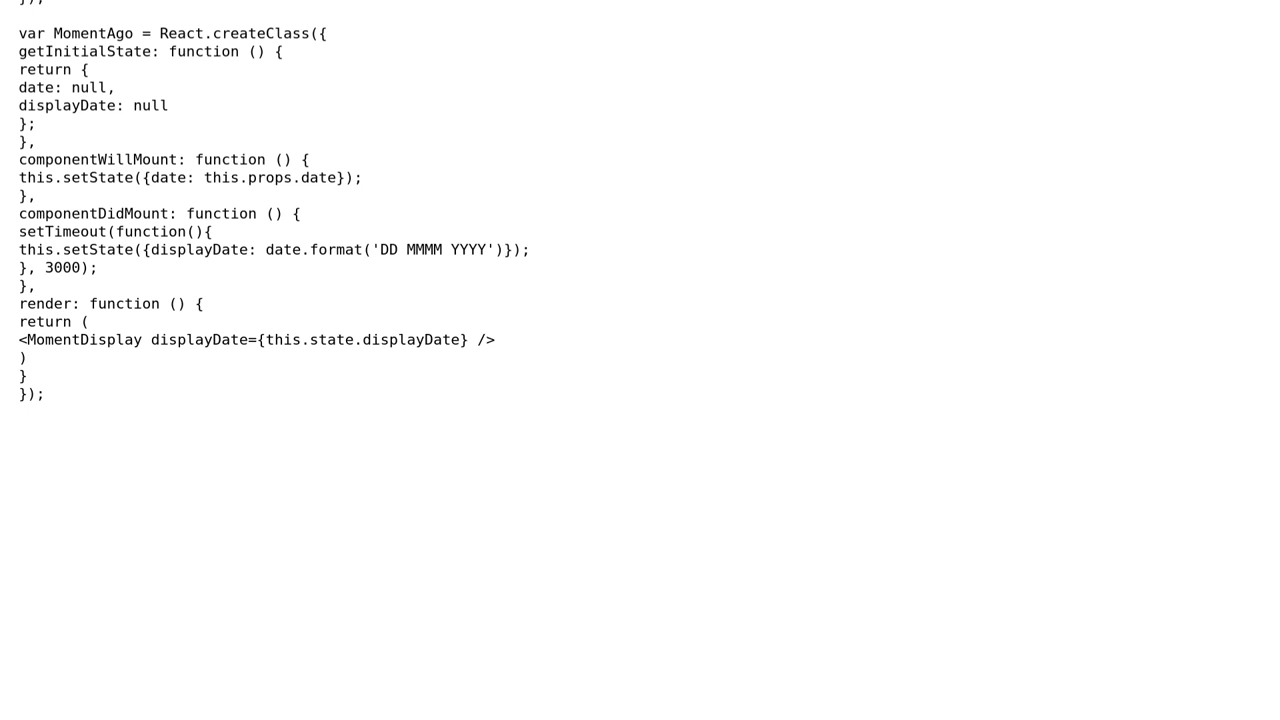 });
var MomentAgo = React.createClass({
getInitialState: function () {
return {
date: null,
displayDate: null
};
},
componentWillMount: function () {
this.setState({date: this.props.date});
},
componentDidMount: function () {
setTimeout(function(){
this.setState({displayDate: date.format('DD MMMM YYYY')});
}, 3000);
},
render: function () {
return (
<MomentDisplay displayDate={this.state.displayDate} />
)
}
});